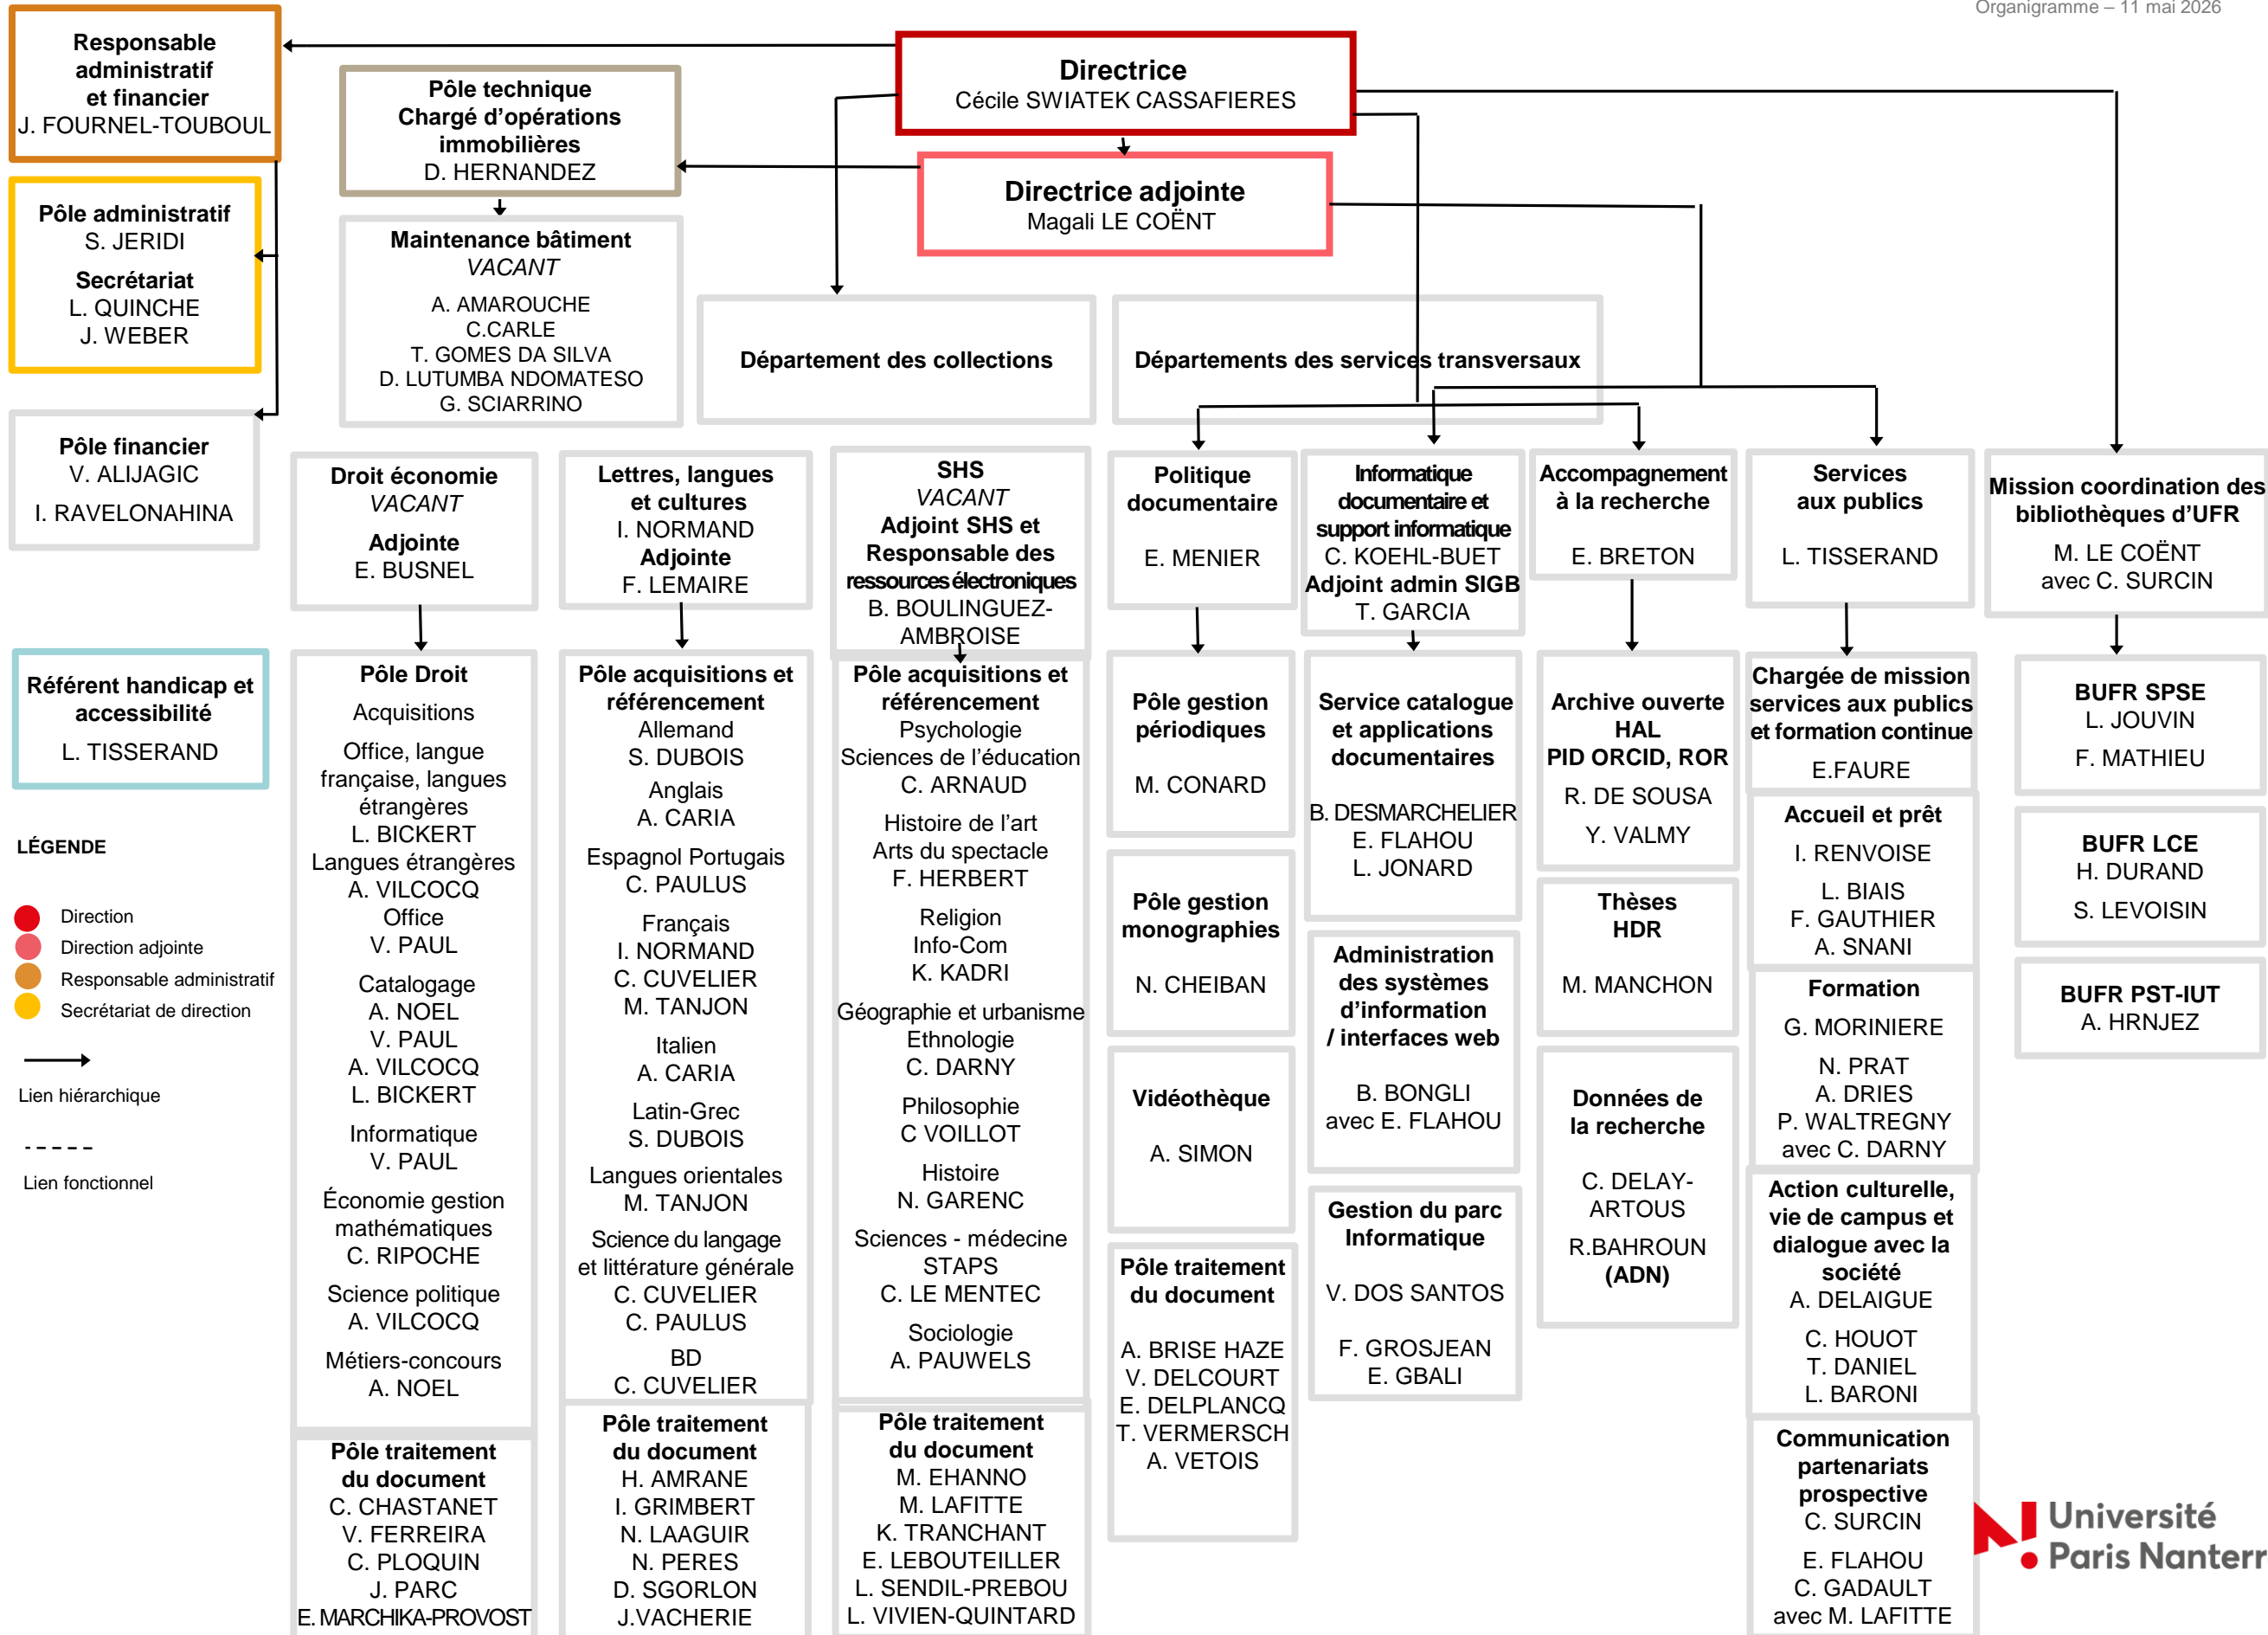 Organigramme – 11 mai 2026
Responsable
administratif
et financier
J. FOURNEL-TOUBOUL
Pôle technique
Chargé d'opérations
immobilières
D. HERNANDEZ
Directrice
Cécile SWIATEK CASSAFIERES
Directrice adjointe
Magali LE COËNT
Pôle administratif
S. JERIDI
Secrétariat
L. QUINCHE
J. WEBER
Maintenance bâtiment
VACANT
A. AMAROUCHE
C.CARLE
T. GOMES DA SILVA
D. LUTUMBA NDOMATESO
G. SCIARRINO
Département des collections
Départements des services transversaux
Pôle financier
V. ALIJAGIC
I. RAVELONAHINA
Droit économie
VACANT
Adjointe
E. BUSNEL
Lettres, langues
et cultures
I. NORMAND
Adjointe
F. LEMAIRE
SHS
VACANT
Adjoint SHS et
Responsable des
ressources électroniques
B. BOULINGUEZ-
AMBROISE
Politique
documentaire
E. MENIER
Informatique
documentaire et
support informatique
C. KOEHL-BUET
Adjoint admin SIGB
T. GARCIA
Accompagnement
à la recherche
E. BRETON
Services
aux publics
L. TISSERAND
Mission coordination des
bibliothèques d'UFR
M. LE COËNT
avec C. SURCIN
Référent handicap et
accessibilité
L. TISSERAND
LÉGENDE
Direction
Direction adjointe
Responsable administratif
Secrétariat de direction
Lien hiérarchique
Lien fonctionnel
Pôle Droit
Acquisitions
Office, langue
française, langues
étrangères
L. BICKERT
Langues étrangères
A. VILCOCQ
Office
V. PAUL
Catalogage
A. NOEL
V. PAUL
A. VILCOCQ
L. BICKERT
Informatique
V. PAUL
Économie gestion
mathématiques
C. RIPOCHE
Science politique
A. VILCOCQ
Métiers-concours
A. NOEL
Pôle traitement
du document
C. CHASTANET
V. FERREIRA
C. PLOQUIN
J. PARC
E. MARCHIKA-PROVOST
Pôle acquisitions et
référencement
Allemand
S. DUBOIS
Anglais
A. CARIA
Espagnol Portugais
C. PAULUS
Français
I. NORMAND
C. CUVELIER
M. TANJON
Italien
A. CARIA
Latin-Grec
S. DUBOIS
Langues orientales
M. TANJON
Science du langage
et littérature générale
C. CUVELIER
C. PAULUS
BD
C. CUVELIER
Pôle traitement
du document
H. AMRANE
I. GRIMBERT
N. LAAGUIR
N. PERES
D. SGORLON
J.VACHERIE
Pôle acquisitions et
référencement
Psychologie
Sciences de l'éducation
C. ARNAUD
Histoire de l'art
Arts du spectacle
F. HERBERT
Religion
Info-Com
K. KADRI
Géographie et urbanisme
Ethnologie
C. DARNY
Philosophie
C VOILLOT
Histoire
N. GARENC
Sciences - médecine
STAPS
C. LE MENTEC
Sociologie
A. PAUWELS
Pôle traitement
du document
M. EHANNO
M. LAFITTE
K. TRANCHANT
E. LEBOUTEILLER
L. SENDIL-PREBOU
L. VIVIEN-QUINTARD
Pôle gestion
périodiques
M. CONARD
Pôle gestion
monographies
N. CHEIBAN
Vidéothèque
A. SIMON
Pôle traitement
du document
A. BRISE HAZE
V. DELCOURT
E. DELPLANCQ
T. VERMERSCH
A. VETOIS
Service catalogue
et applications
documentaires
B. DESMARCHELIER
E. FLAHOU
L. JONARD
Administration
des systèmes
d'information
/ interfaces web
B. BONGLI
avec E. FLAHOU
Gestion du parc
Informatique
V. DOS SANTOS
F. GROSJEAN
E. GBALI
Archive ouverte
HAL
PID ORCID, ROR
R. DE SOUSA
Y. VALMY
Thèses
HDR
M. MANCHON
Données de
la recherche
C. DELAY-
ARTOUS
R.BAHROUN
(ADN)
Chargée de mission
services aux publics
et formation continue
E.FAURE
Accueil et prêt
I. RENVOISE
L. BIAIS
F. GAUTHIER
A. SNANI
Formation
G. MORINIERE
N. PRAT
A. DRIES
P. WALTREGNY
avec C. DARNY
Action culturelle,
vie de campus et
dialogue avec la
société
A. DELAIGUE
C. HOUOT
T. DANIEL
L. BARONI
Communication
partenariats
prospective
C. SURCIN
E. FLAHOU
C. GADAULT
avec M. LAFITTE
BUFR SPSE
L. JOUVIN
F. MATHIEU
BUFR LCE
H. DURAND
S. LEVOISIN
BUFR PST-IUT
A. HRNJEZ
Université
Paris Nanterr